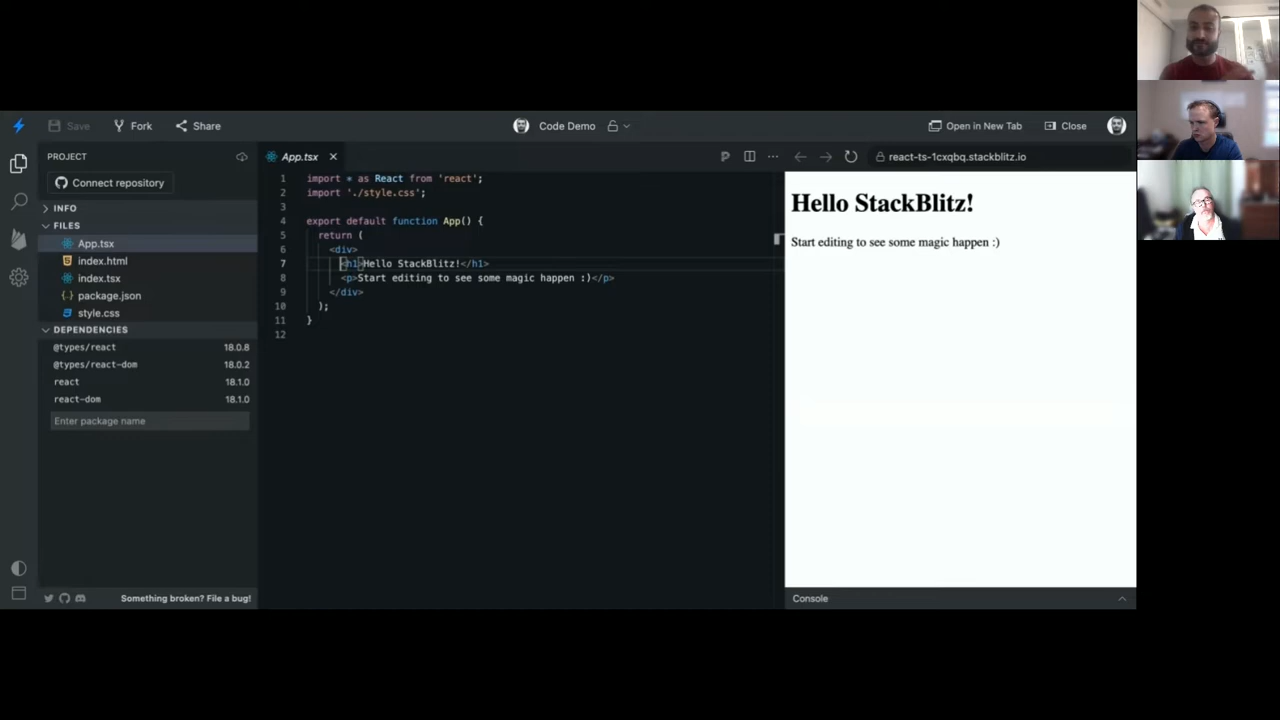 Save
Fork
Share
Code Demo
Open in New Tab
Close
PROJECT
Connect repository
INFO
FILES
App.tsx
index.html
index.tsx
package.json
style.css
DEPENDENCIES
@types/react 18.0.8
@types/react-dom 18.0.2
react 18.1.0
react-dom 18.1.0
Enter package name
Something broken? File a bug!
App.tsx
1 import * as React from 'react';
2 import './style.css';
3
4 export default function App() {
5 return (
6 <div>
7 <h1>Hello StackBlitz!</h1>
8 <p>Start editing to see some magic happen :)</p>
9 </div>
10 );
11 }
12
react-ts-1cxqbq.stackblitz.io
Hello StackBlitz!
Start editing to see some magic happen :)
Console